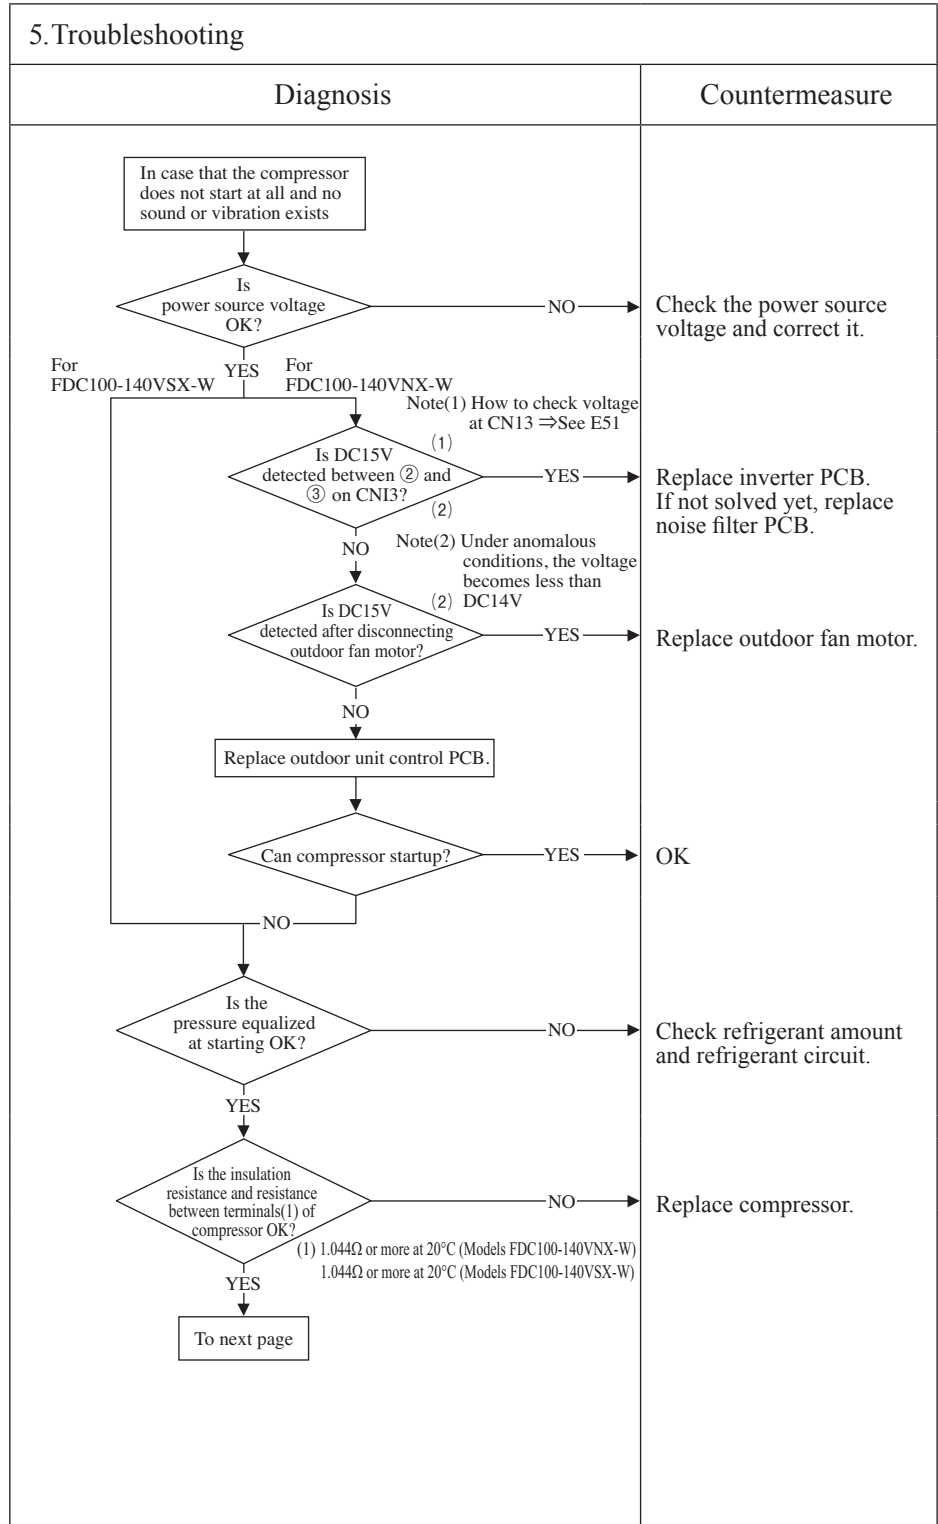 5.Troubleshooting
Diagnosis
Countermeasure
In case that the compressor
does not start at all and no
sound or vibration exists
Is
power source voltage
OK?
NO
Check the power source
voltage and correct it.
YES
For
FDC100-140VSX-W
For
FDC100-140VNX-W
Note(1) How to check voltage
at CN13 ⇒See E51
(1)
Is DC15V
detected between ② and
③ on CNI3?
(2)
YES
Replace inverter PCB.
If not solved yet, replace
noise filter PCB.
NO
Note(2) Under anomalous
conditions, the voltage
becomes less than
DC14V
(2)
Is DC15V
detected after disconnecting
outdoor fan motor?
YES
Replace outdoor fan motor.
NO
Replace outdoor unit control PCB.
Can compressor startup?
YES
OK
NO
Is the
pressure equalized
at starting OK?
NO
Check refrigerant amount
and refrigerant circuit.
YES
Is the insulation
resistance and resistance
between terminals(1) of
compressor OK?
NO
Replace compressor.
(1) 1.044Ω or more at 20°C (Models FDC100-140VNX-W)
1.044Ω or more at 20°C (Models FDC100-140VSX-W)
YES
To next page